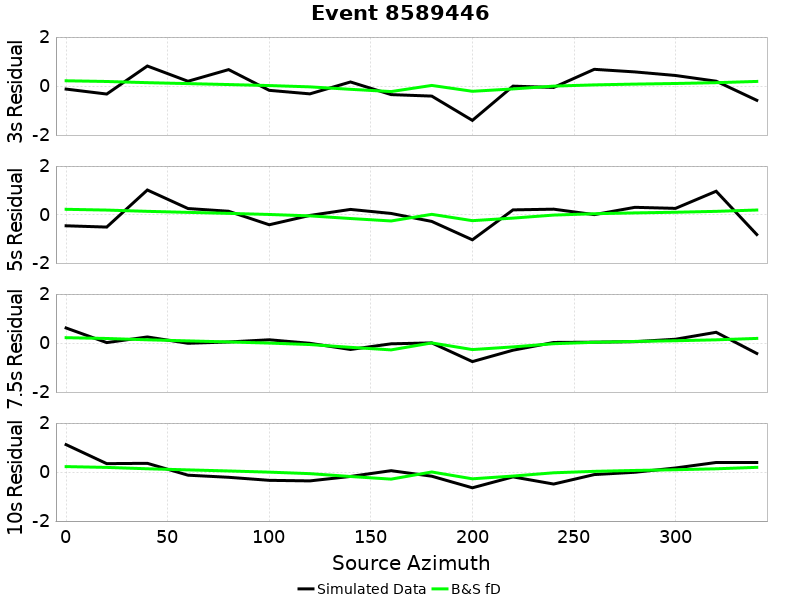 Event 8589446
3s Residual
2
0
-2
5s Residual
2
0
-2
7.5s Residual
2
0
-2
10s Residual
2
0
-2
0 50 100 150 200 250 300
Source Azimuth
Simulated Data B&S fD